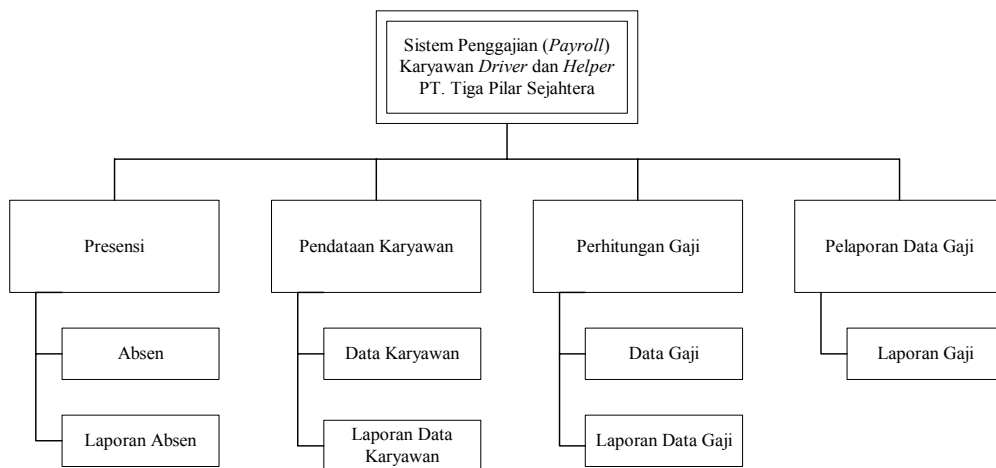 Sistem Penggajian (Payroll)
Karyawan Driver dan Helper
PT. Tiga Pilar Sejahtera
Presensi
Pendataan Karyawan
Perhitungan Gaji
Pelaporan Data Gaji
Absen
Data Karyawan
Data Gaji
Laporan Gaji
Laporan Absen
Laporan Data
Karyawan
Laporan Data Gaji